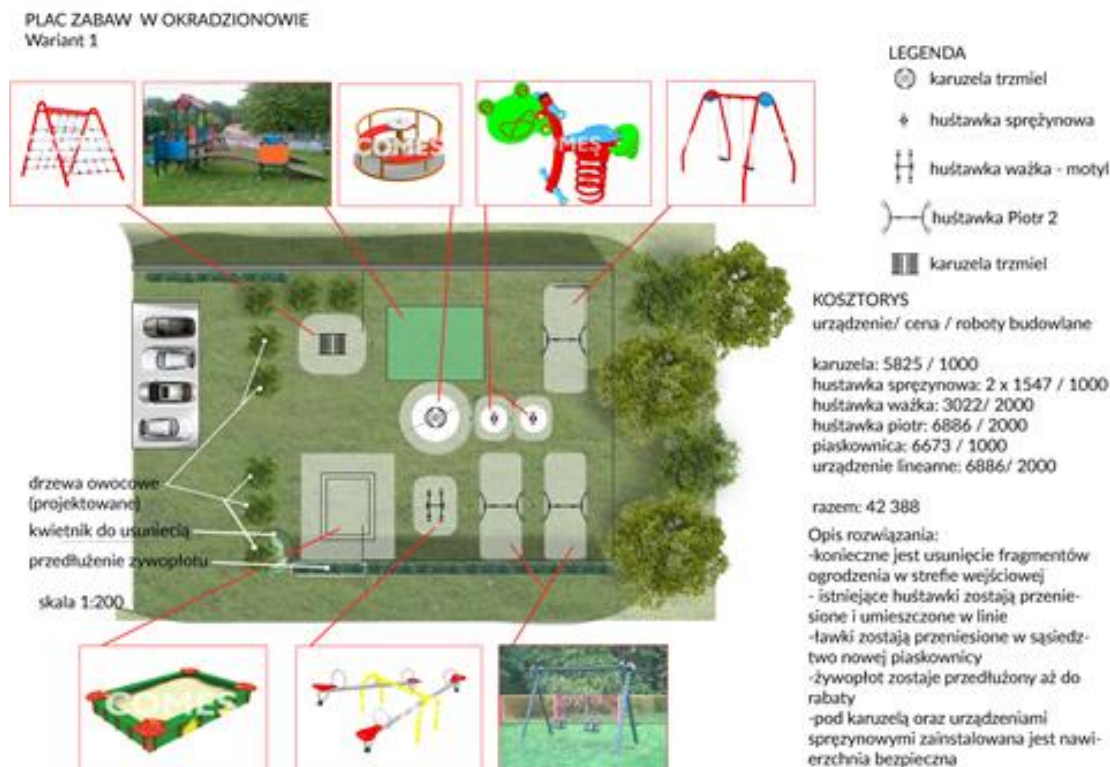 PLAC ZABAW W OKRADZIONOWIE
Wariant 1
COMES
COMES
LEGENDA
karuzela trzmiel
huśtawka sprężynowa
huśtawka ważka - motyl
huśtawka Piotr 2
karuzela trzmiel
KOSZTORYS
urządzenie/ cena / roboty budowlane
karuzela: 5825 / 1000
hustawka spręzynowa: 2 x 1547 / 1000
huśtawka ważka: 3022/ 2000
huśtawka piotr: 6886 / 2000
piaskownica: 6673 / 1000
urządzenie linearne: 6886/ 2000
razem: 42 388
Opis rozwiązania:
-konieczne jest usunięcie fragmentów
ogrodzenia w strefie wejściowej
- istniejące huśtawki zostają przenie-
sione i umieszczone w linie
-ławki zostają przeniesione w sąsiedz-
two nowej piaskownicy
-żywopłot zostaje przedłużony aż do
rabaty
-pod karuzelą oraz urządzeniami
spręzynowymi zainstalowana jest nawi-
erzchnia bezpieczna
drzewa owocowe
(projektowane)
kwietnik do usuniecią
przedłużenie zywopłotu
skala 1:200
COMES